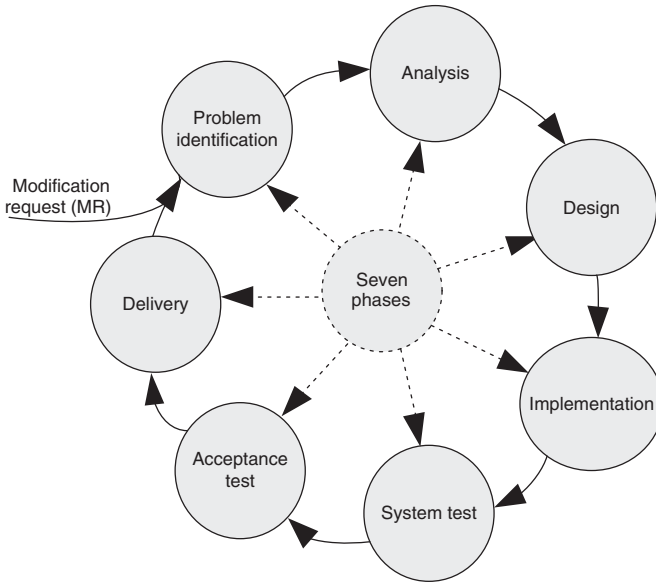 Analysis
Problem
identification
Modification
request (MR)
Design
Seven
phases
Delivery
Implementation
Acceptance
test
System test